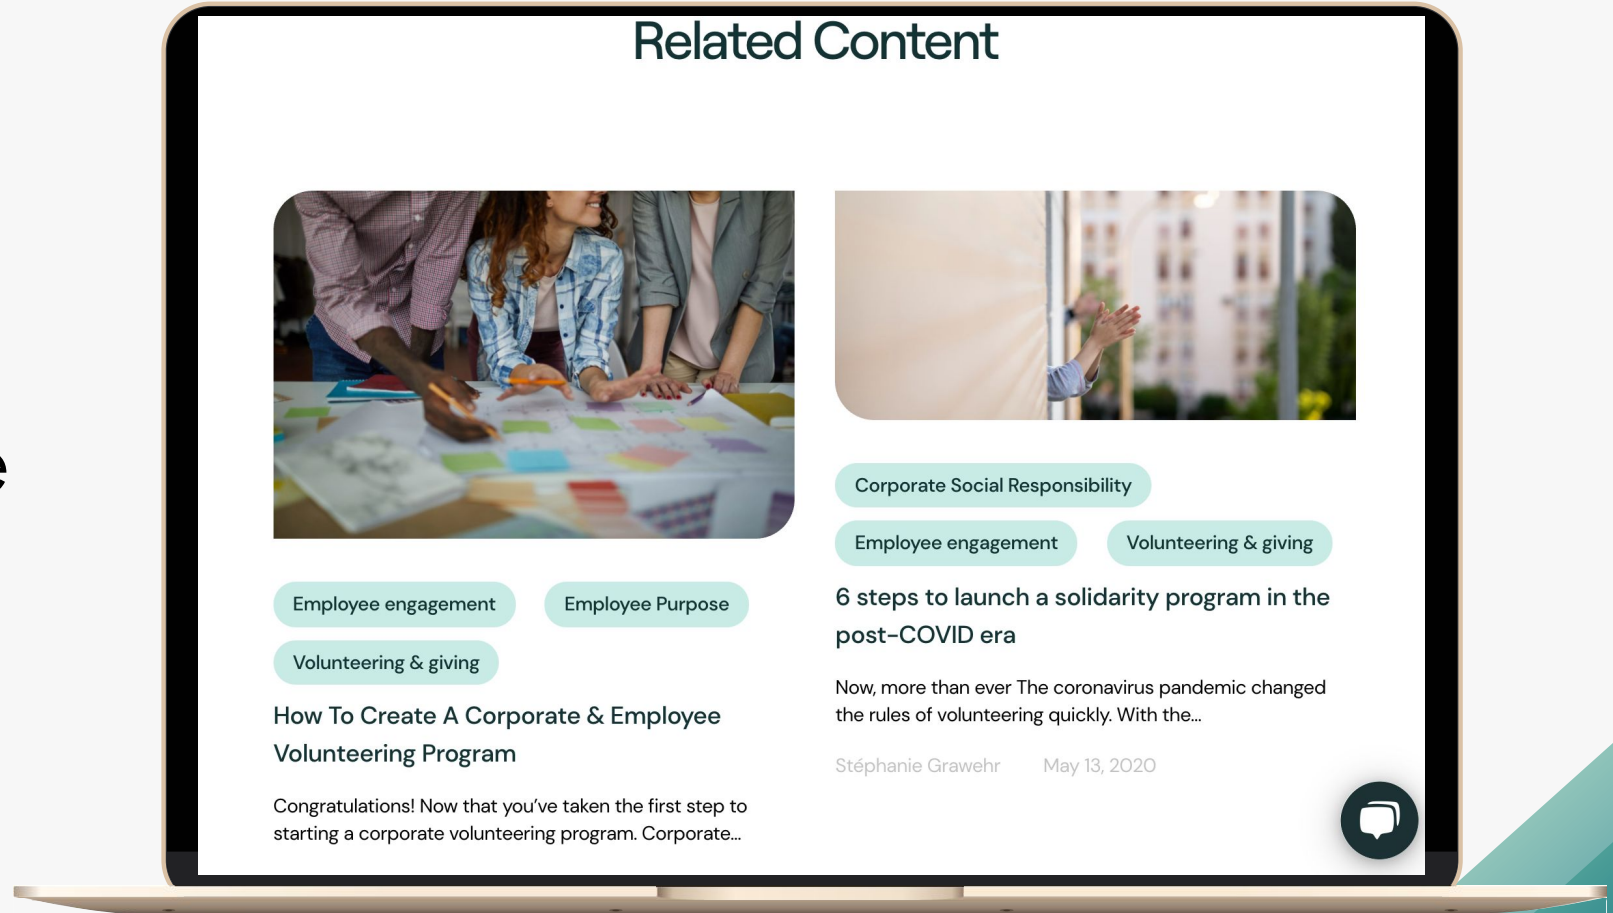 Related Content
Employee engagement
Employee Purpose
Volunteering & giving
How To Create A Corporate & Employee
Volunteering Program
Congratulations! Now that you've taken the first step to
starting a corporate volunteering program. Corporate...
Corporate Social Responsibility
Employee engagement
Volunteering & giving
6 steps to launch a solidarity program in the
post-COVID era
Now, more than ever The coronavirus pandemic changed
the rules of volunteering quickly. With the...
Stéphanie Grawehr
May 13, 2020